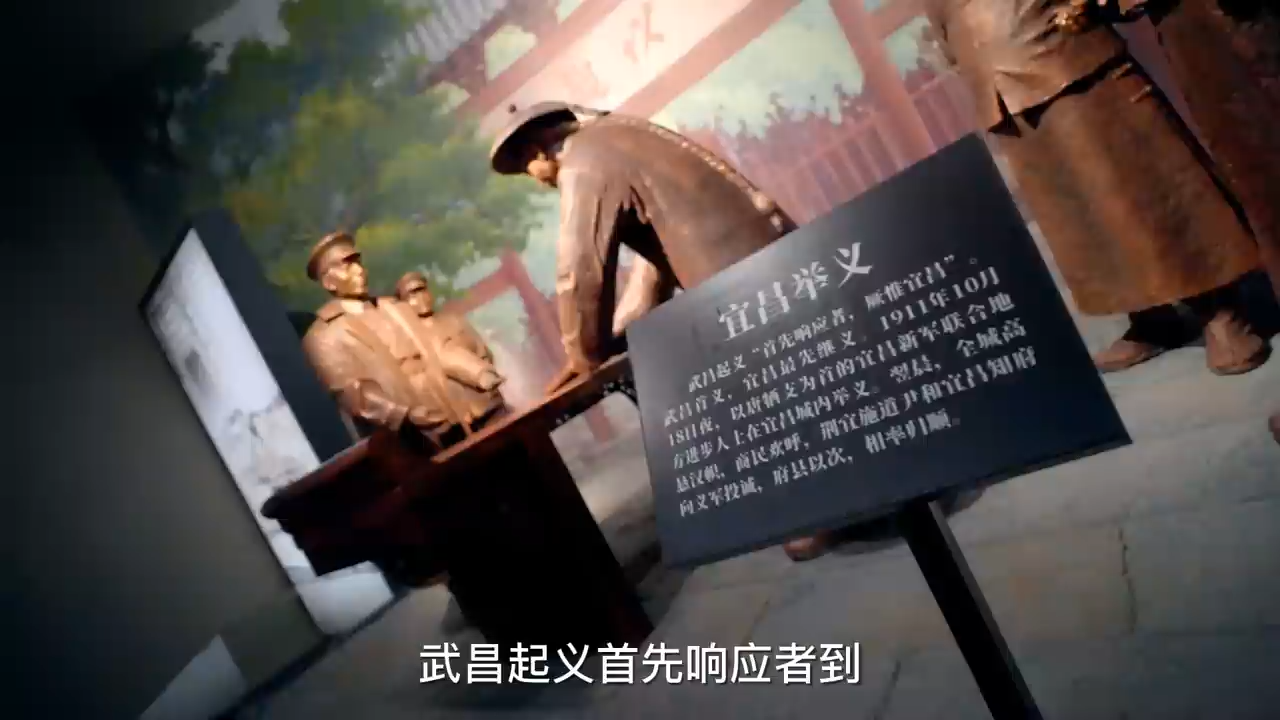 宜昌举义
武昌起义“首先响应者，厥惟宜昌”。
武昌首义，宜昌最先继义。1911年10月
18日夜，以唐牺支为首的宜昌新军联合地
方进步人士在宜昌城内举义。翌晨，全城高
悬汉帜，商民欢呼，荆宜施道尹和宜昌知府
向义军投诚，府县以次，相率归顺。
武昌起义首先响应者到